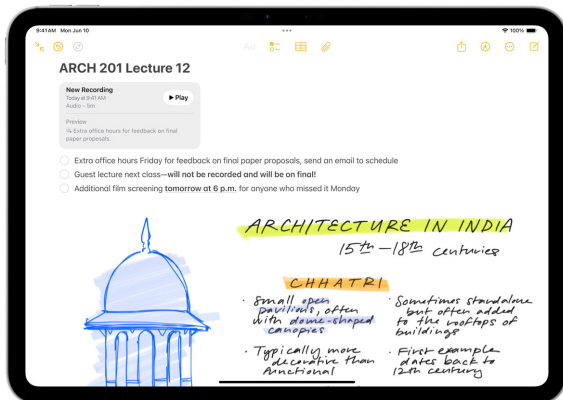 9:41 AM Mon Jun 10
100%
Aa
ARCH 201 Lecture 12
New Recording
Today at 9:41 AM
Audio • 5m
Play
Preview
Extra office hours for feedback on final
paper proposals.
Extra office hours Friday for feedback on final paper proposals, send an email to schedule
Guest lecture next class—will not be recorded and will be on final!
Additional film screening tomorrow at 6 p.m. for anyone who missed it Monday
ARCHITECTURE IN INDIA
15th – 18th centuries
CHHATRI
· Small open
pavilions, often
with dome-shaped
canopies
· Typically more
decorative than
functional
· Sometimes standalone
but often added
to the rooftops of
buildings
· First example
dates back to
12th century